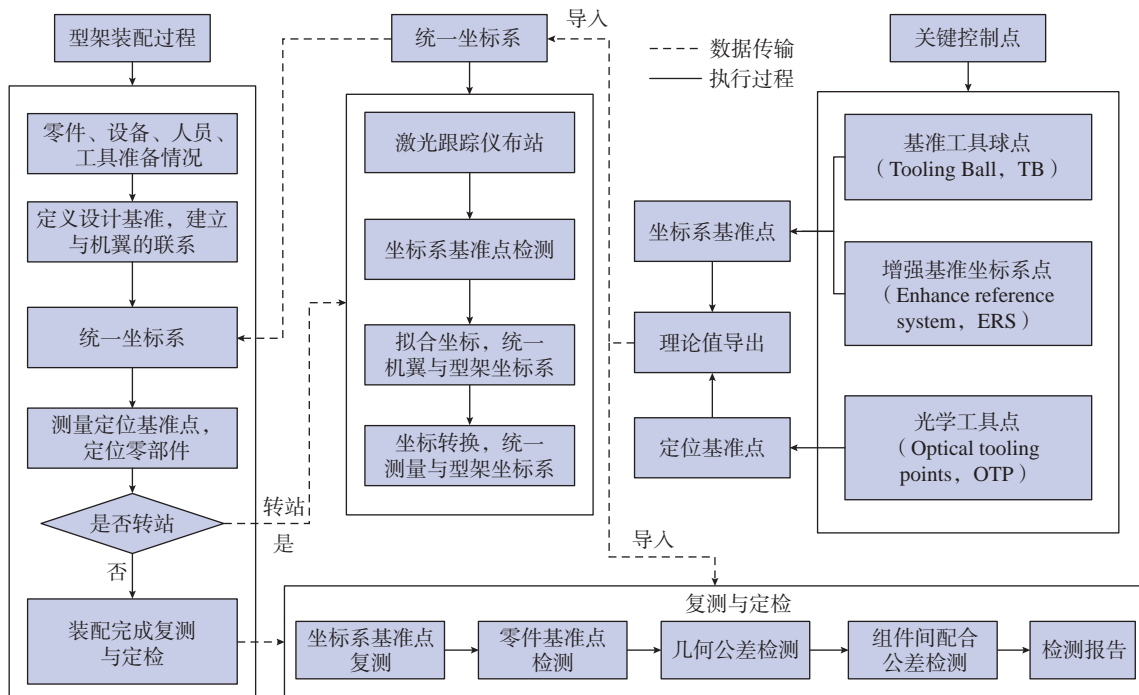 型架装配过程
零件、设备、人员、
工具准备情况
定义设计基准，建立
与机翼的联系
统一坐标系
测量定位基准点，
定位零部件
是否转站
转站
是
否
装配完成复测
与定检
统一坐标系
导入
激光跟踪仪布站
坐标系基准点检测
拟合坐标，统一
机翼与型架坐标系
坐标转换，统一
测量与型架坐标系
数据传输
执行过程
坐标系基准点
理论值导出
定位基准点
关键控制点
基准工具球点
（Tooling Ball，TB）
增强基准坐标系点
（Enhance reference
system，ERS）
光学工具点
（Optical tooling
points，OTP）
导入
复测与定检
坐标系基准点
复测
零件基准点
检测
几何公差检测
组件间配合
公差检测
检测报告